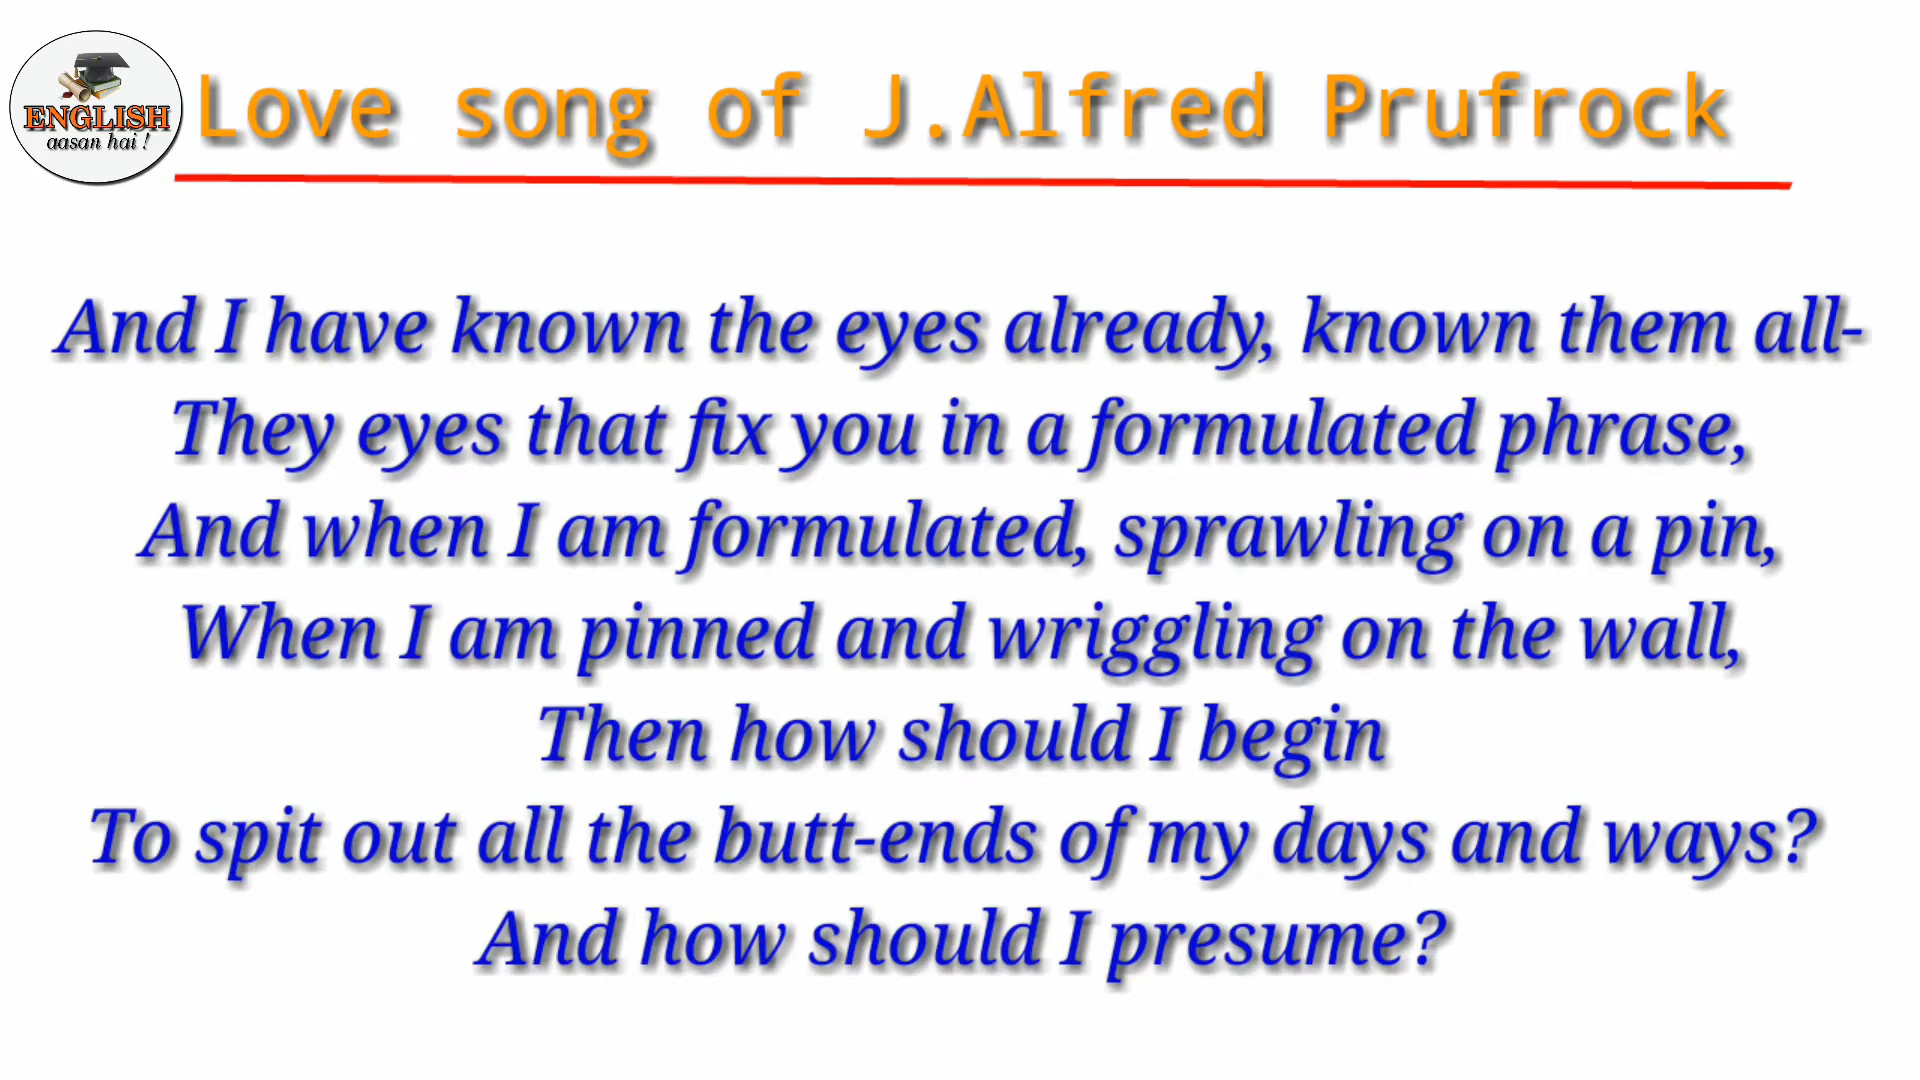 ENGLISH
aasan hai !
Love song of J.Alfred Prufrock
And I have known the eyes already, known them all-
They eyes that fix you in a formulated phrase,
And when I am formulated, sprawling on a pin,
When I am pinned and wriggling on the wall,
Then how should I begin
To spit out all the butt-ends of my days and ways?
And how should I presume?